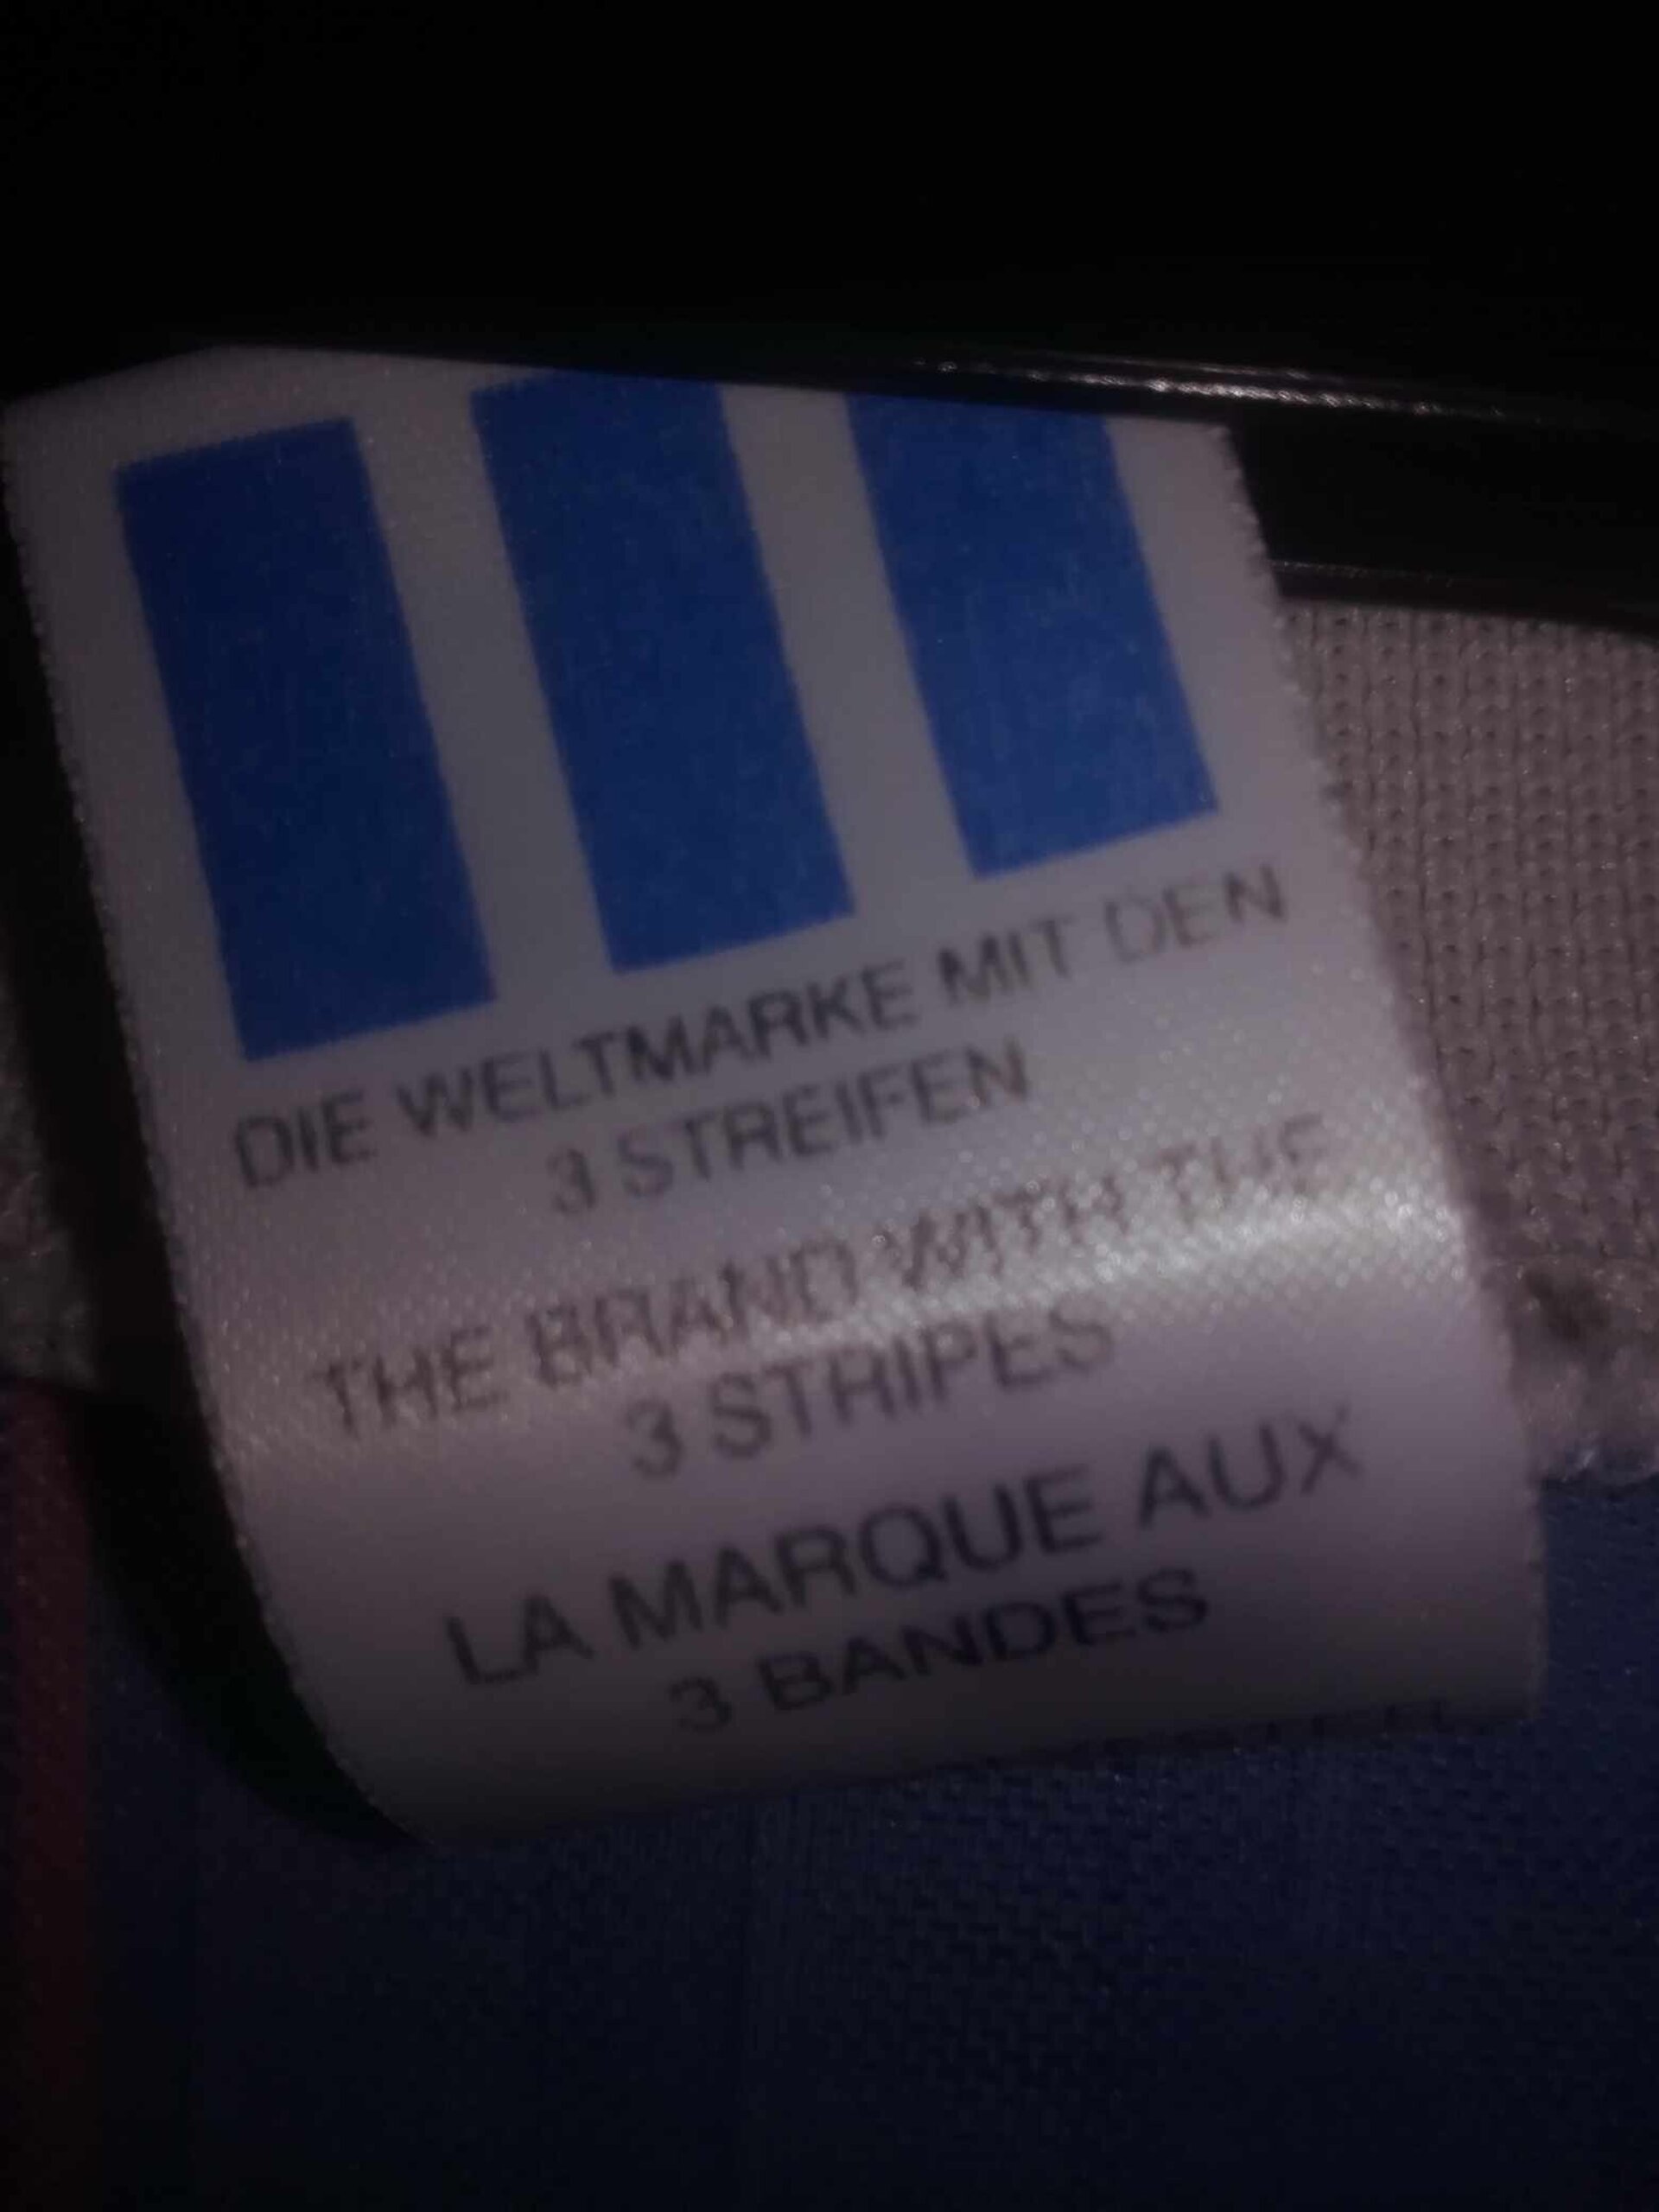 DIE WELTMARKE MIT DEN
3 STREIFEN
THE BRAND WITH THE
3 STRIPES
LA MARQUE AUX
3 BANDES